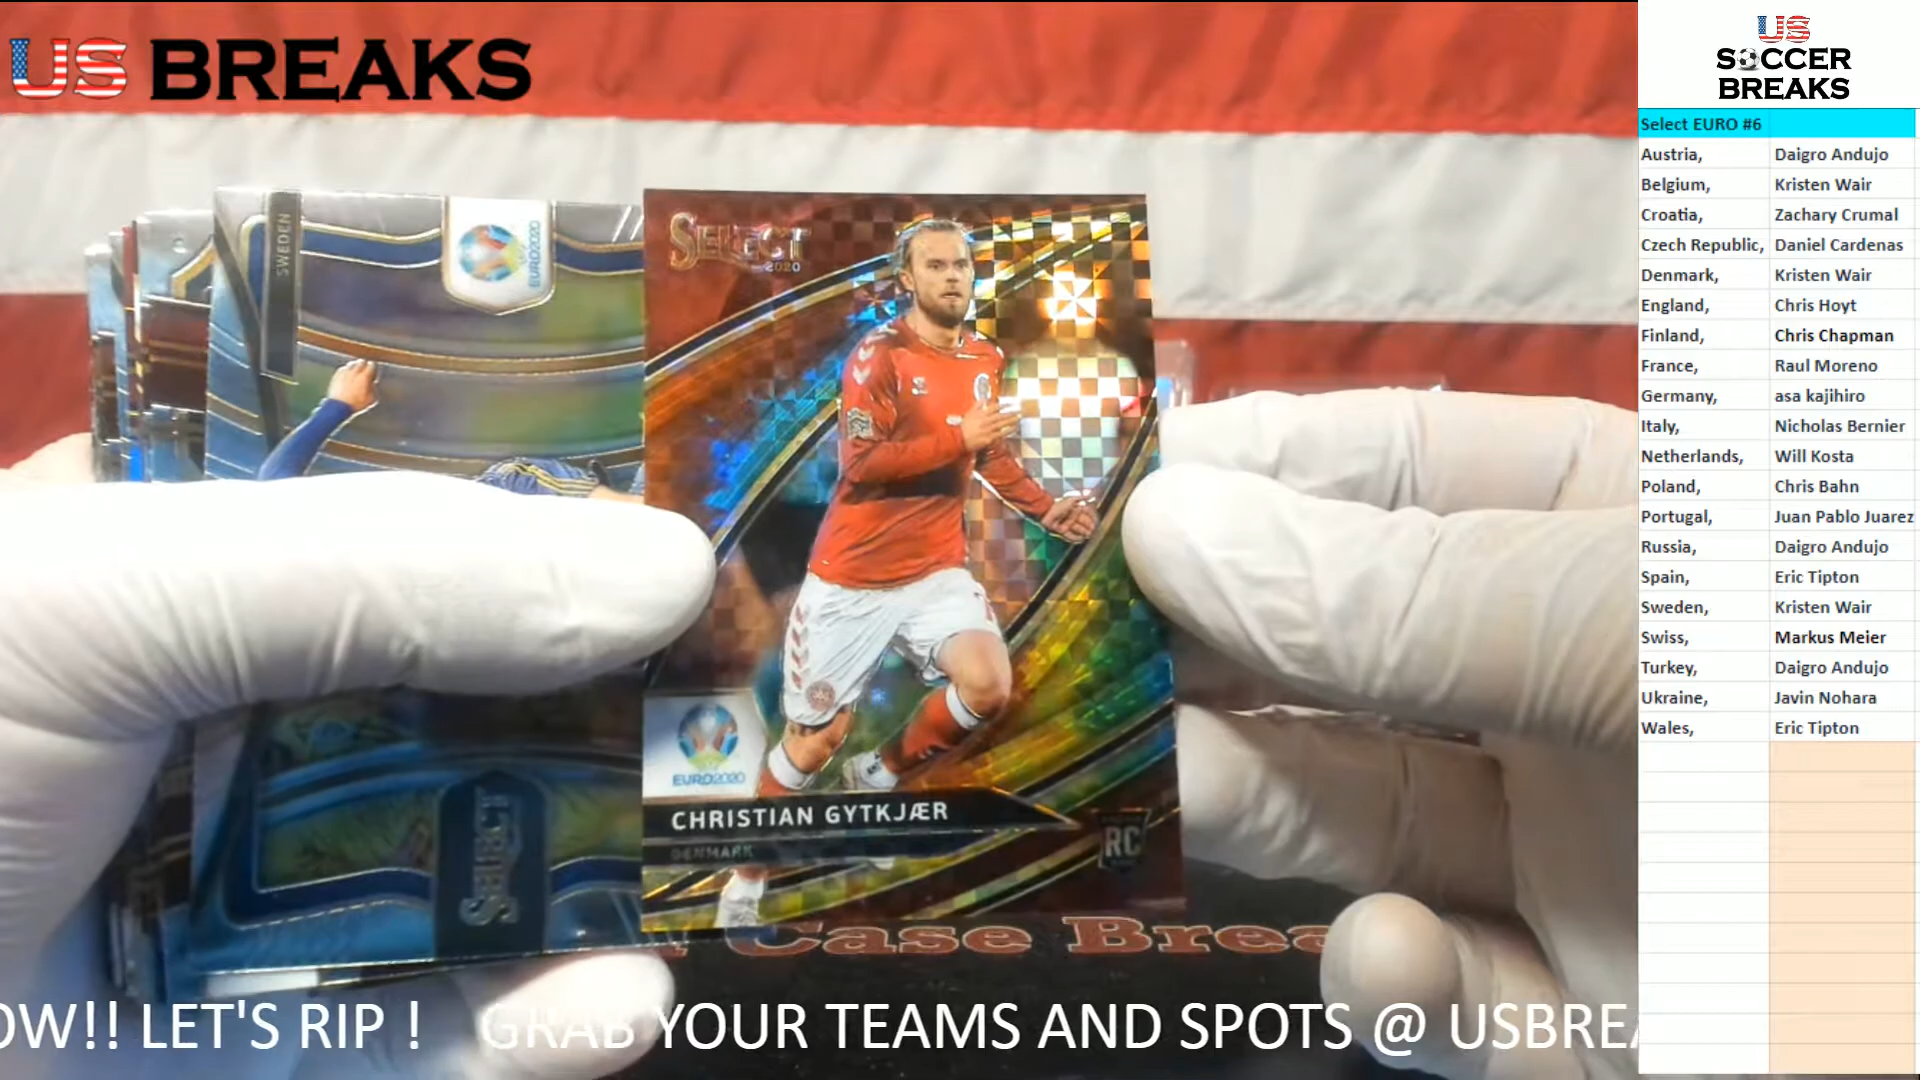 US BREAKS
US
SOCCER
BREAKS
Select EURO #6
Austria, Daigro Andujo
Belgium, Kristen Wair
Croatia, Zachary Crumal
Czech Republic, Daniel Cardenas
Denmark, Kristen Wair
England, Chris Hoyt
Finland, Chris Chapman
France, Raul Moreno
Germany, asa kajihiro
Italy, Nicholas Bernier
Netherlands, Will Kosta
Poland, Chris Bahn
Portugal, Juan Pablo Juarez
Russia, Daigro Andujo
Spain, Eric Tipton
Sweden, Kristen Wair
Swiss, Markus Meier
Turkey, Daigro Andujo
Ukraine, Javin Nohara
Wales, Eric Tipton
SWEDEN
EURO2020
SELECT
2020
EURO2020
CHRISTIAN GYTKJÆR
DENMARK
RC
SELECT
Case Brea
OW!! LET'S RIP ! GRAB YOUR TEAMS AND SPOTS @ USBREA